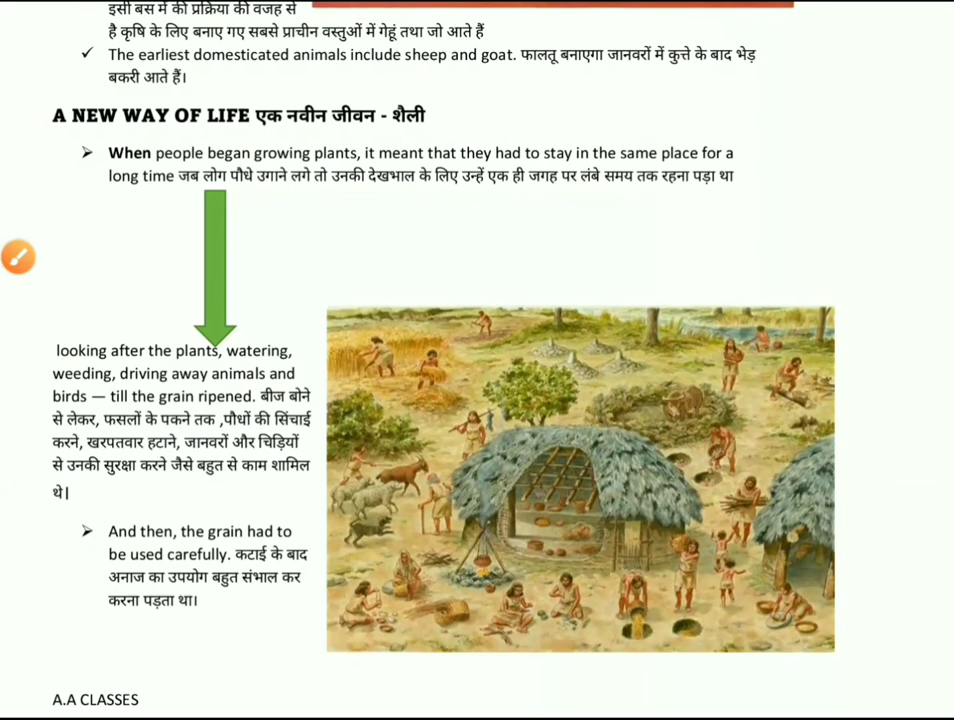 इसी बस में की प्रक्रिया की वजह से
है कृषि के लिए बनाए गए सबसे प्राचीन वस्तुओं में गेहूं तथा जो आते हैं
✓ The earliest domesticated animals include sheep and goat. फालतू बनाएगा जानवरों में कुत्ते के बाद भेड़
बकरी आते हैं।
A NEW WAY OF LIFE एक नवीन जीवन - शैली
➢ When people began growing plants, it meant that they had to stay in the same place for a
long time जब लोग पौधे उगाने लगे तो उनकी देखभाल के लिए उन्हें एक ही जगह पर लंबे समय तक रहना पड़ा था
looking after the plants, watering,
weeding, driving away animals and
birds — till the grain ripened. बीज बोने
से लेकर, फसलों के पकने तक ,पौधों की सिंचाई
करने, खरपतवार हटाने, जानवरों और चिड़ियों
से उनकी सुरक्षा करने जैसे बहुत से काम शामिल
थे|
➢ And then, the grain had to
be used carefully. कटाई के बाद
अनाज का उपयोग बहुत संभाल कर
करना पड़ता था।
A.A CLASSES